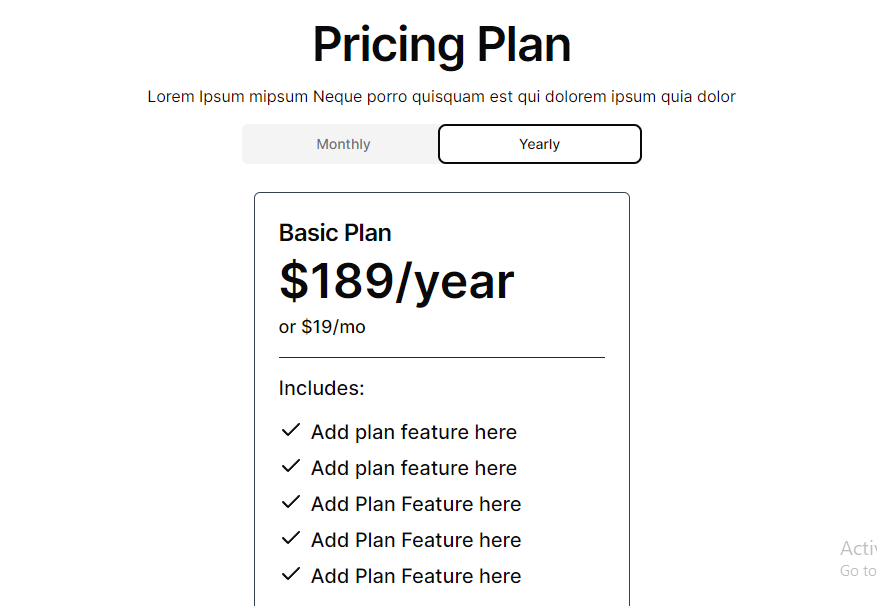 Pricing Plan
Lorem Ipsum mipsum Neque porro quisquam est qui dolorem ipsum quia dolor
Monthly Yearly
Basic Plan
$189/year
or $19/mo
Includes:
Add plan feature here
Add plan feature here
Add Plan Feature here
Add Plan Feature here
Add Plan Feature here
Acti
Go to